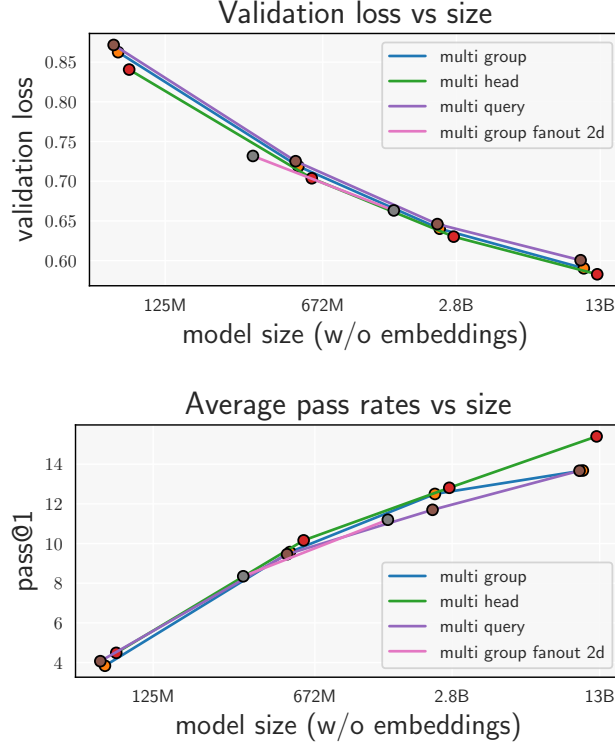 Validation loss vs size
validation loss
0.85
0.80
0.75
0.70
0.65
0.60
multi group
multi head
multi query
multi group fanout 2d
125M
672M
2.8B
13B
model size (w/o embeddings)
Average pass rates vs size
pass@1
14
12
10
8
6
4
multi group
multi head
multi query
multi group fanout 2d
125M
672M
2.8B
13B
model size (w/o embeddings)